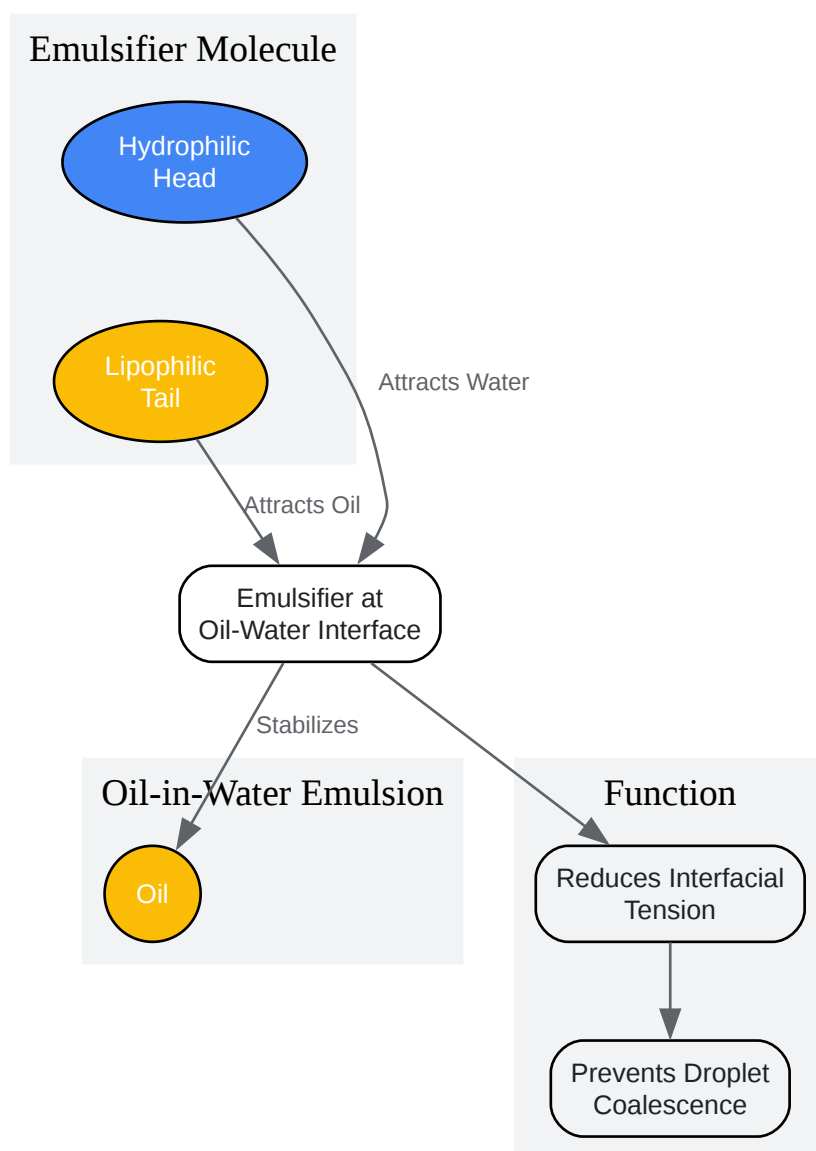 Emulsifier Molecule
Hydrophilic
Head
Lipophilic
Tail
Attracts Water
Attracts Oil
Emulsifier at
Oil-Water Interface
Stabilizes
Oil-in-Water Emulsion
Oil
Function
Reduces Interfacial
Tension
Prevents Droplet
Coalescence